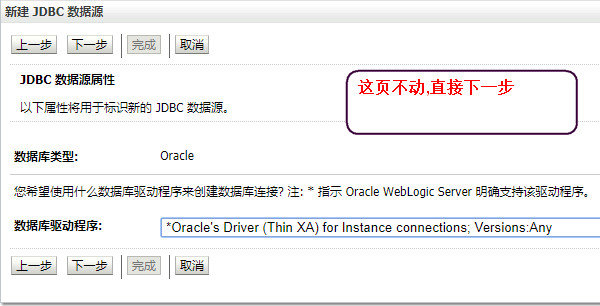 新建 JDBC 数据源
上一步 下一步 完成 取消
JDBC 数据源属性
这页不动,直接下一步
以下属性将用于标识新的 JDBC 数据源。
数据库类型: Oracle
您希望使用什么数据库驱动程序来创建数据库连接? 注: * 指示 Oracle WebLogic Server 明确支持该驱动程序。
数据库驱动程序: *Oracle's Driver (Thin XA) for Instance connections; Versions:Any
上一步 下一步 完成 取消